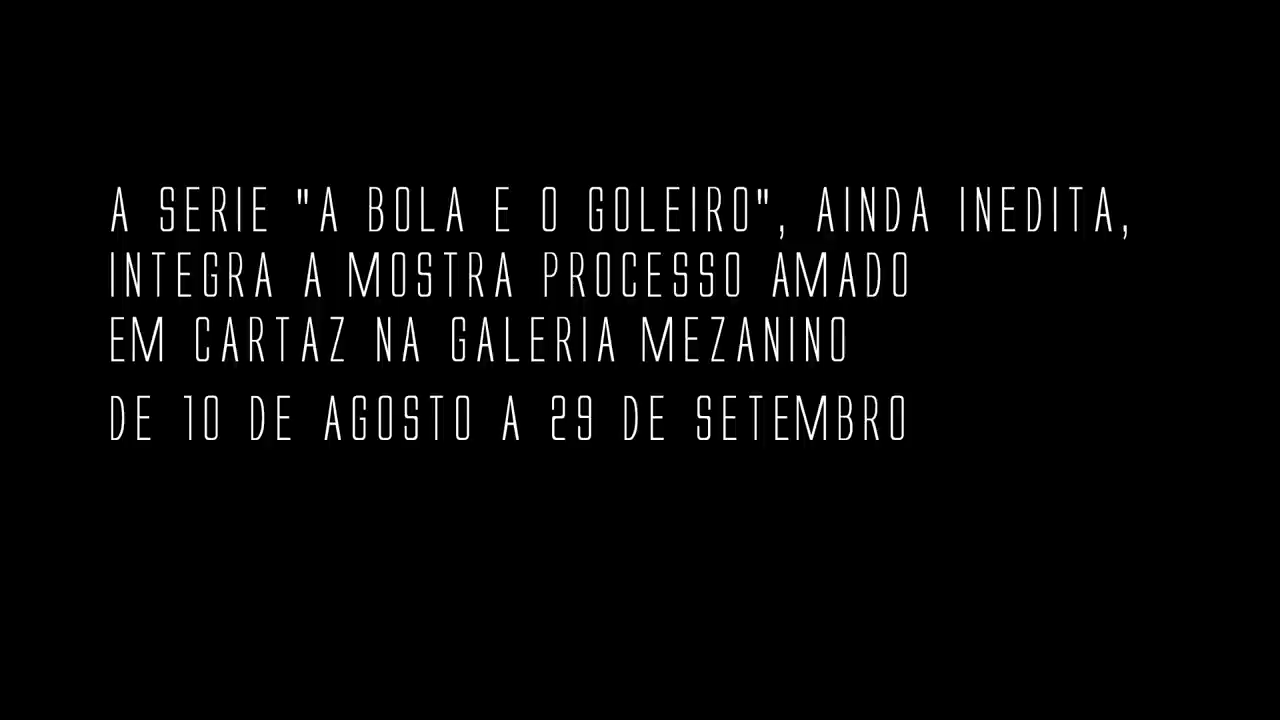 A SERIE "A BOLA E O GOLEIRO", AINDA INEDITA,
INTEGRA A MOSTRA PROCESSO AMADO
EM CARTAZ NA GALERIA MEZANINO
DE 10 DE AGOSTO A 29 DE SETEMBRO